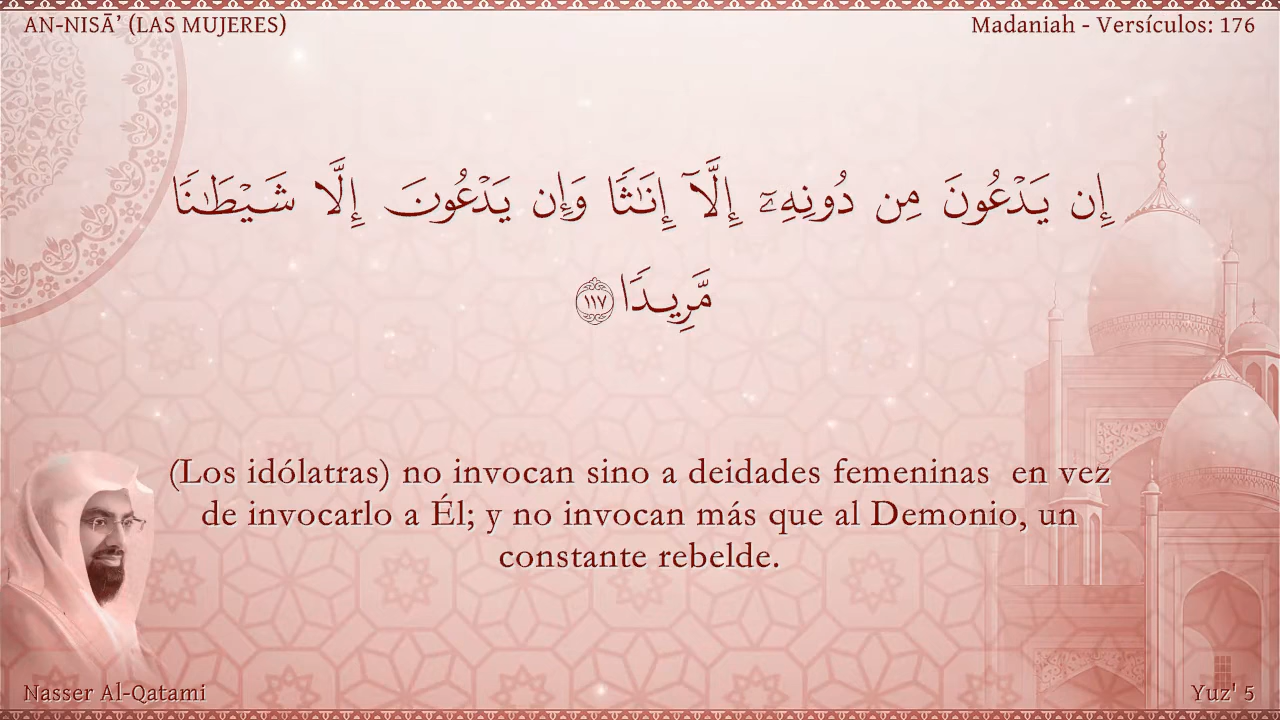 AN-NISĀ’ (LAS MUJERES)
Madaniah - Versículos: 176
إِن يَدْعُونَ مِن دُونِهِۦٓ إِلَّآ إِنَـٰثًا وَإِن يَدْعُونَ إِلَّا شَيْطَـٰنًا
مَّرِيدًا ١١٧
(Los idólatras) no invocan sino a deidades femeninas en vez
de invocarlo a Él; y no invocan más que al Demonio, un
constante rebelde.
Nasser Al-Qatami
Yuz' 5